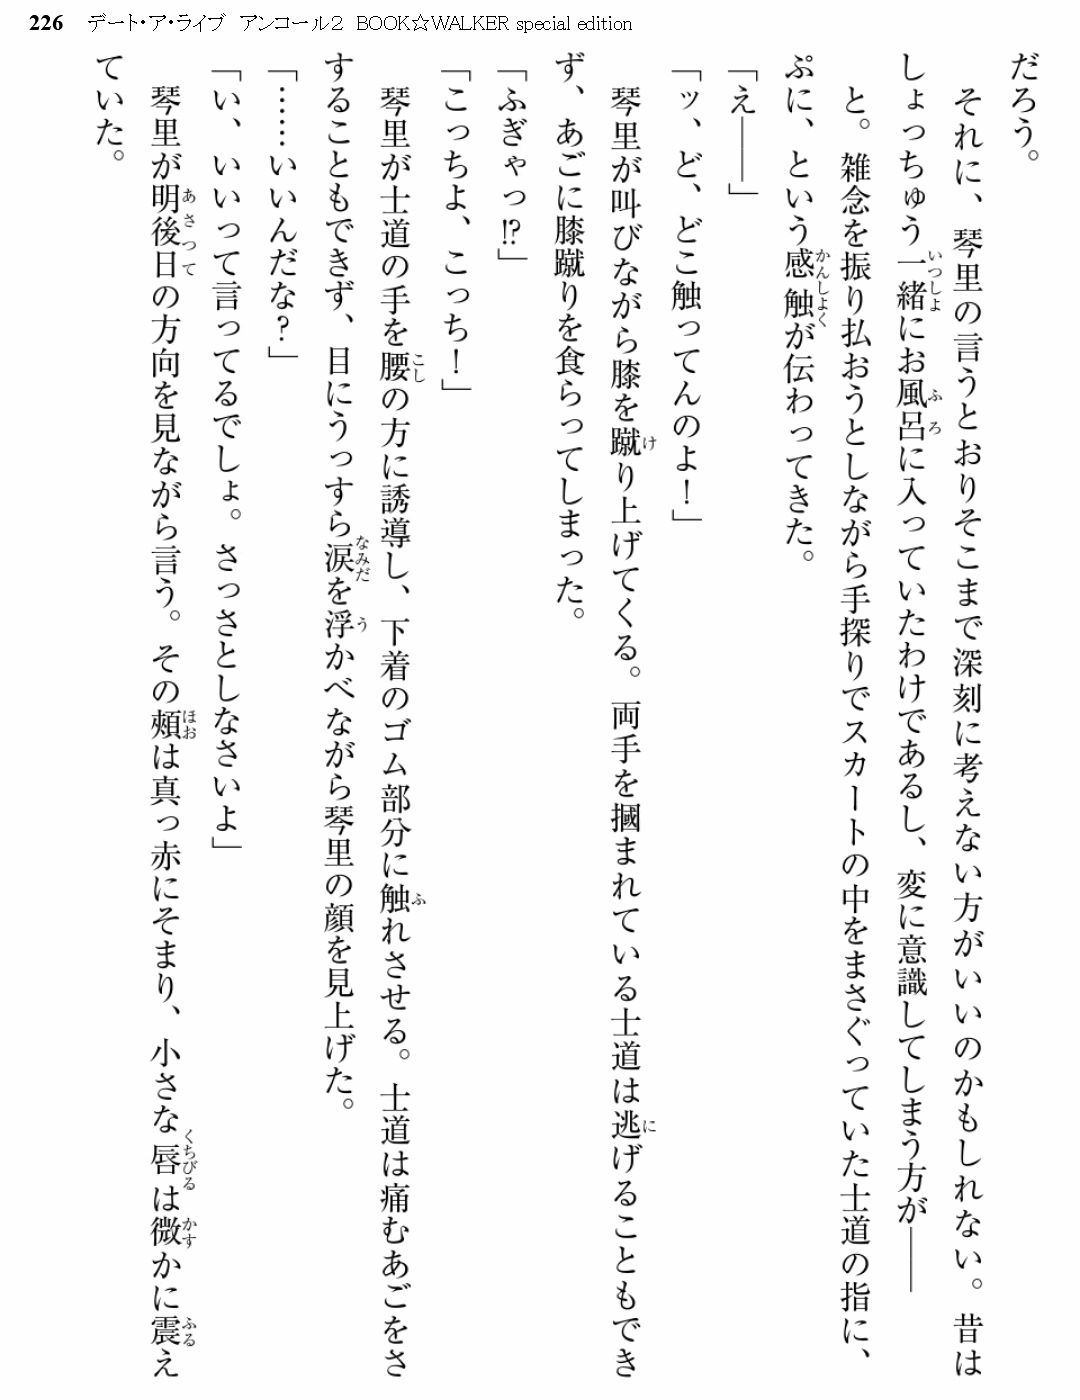 226 デート・ア・ライブ アンコール2 BOOK☆WALKER special edition
だろう。
それに、琴里の言うとおりそこまで深刻に考えない方がいいのかもしれない。昔は
しょっちゅう一緒にお風呂に入っていたわけであるし、変に意識してしまう方が――
と。雑念を振り払おうとしながら手探りでスカートの中をまさぐっていた士道の指に、
ぷに、という感触が伝わってきた。
「え――」
「ッ、ど、どこ触ってんのよ！」
琴里が叫びながら膝を蹴り上げてくる。両手を摑まれている士道は逃げることもでき
ず、あごに膝蹴りを食らってしまった。
「ふぎゃっ!?」
「こっちよ、こっち！」
琴里が士道の手を腰の方に誘導し、下着のゴム部分に触れさせる。士道は痛むあごをさ
することもできず、目にうっすら涙を浮かべながら琴里の顔を見上げた。
「……いいんだな？」
「い、いいって言ってるでしょ。さっさとしなさいよ」
琴里が明後日の方向を見ながら言う。その頰は真っ赤にそまり、小さな唇は微かに震え
ていた。